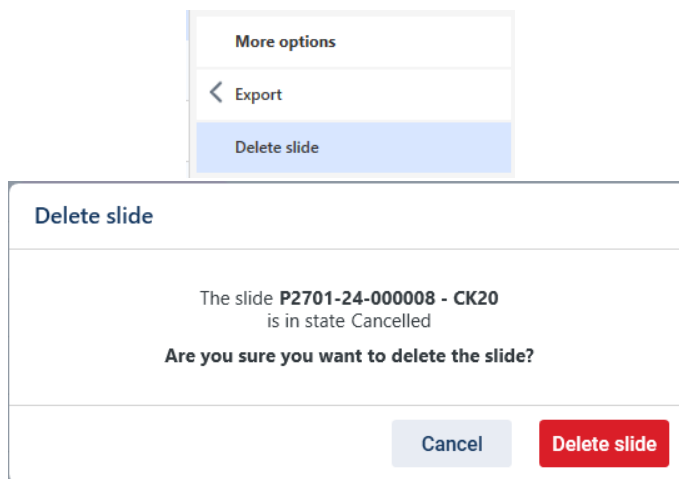 More options
Export
Delete slide
Delete slide
The slide P2701-24-000008 - CK20
is in state Cancelled
Are you sure you want to delete the slide?
Cancel
Delete slide